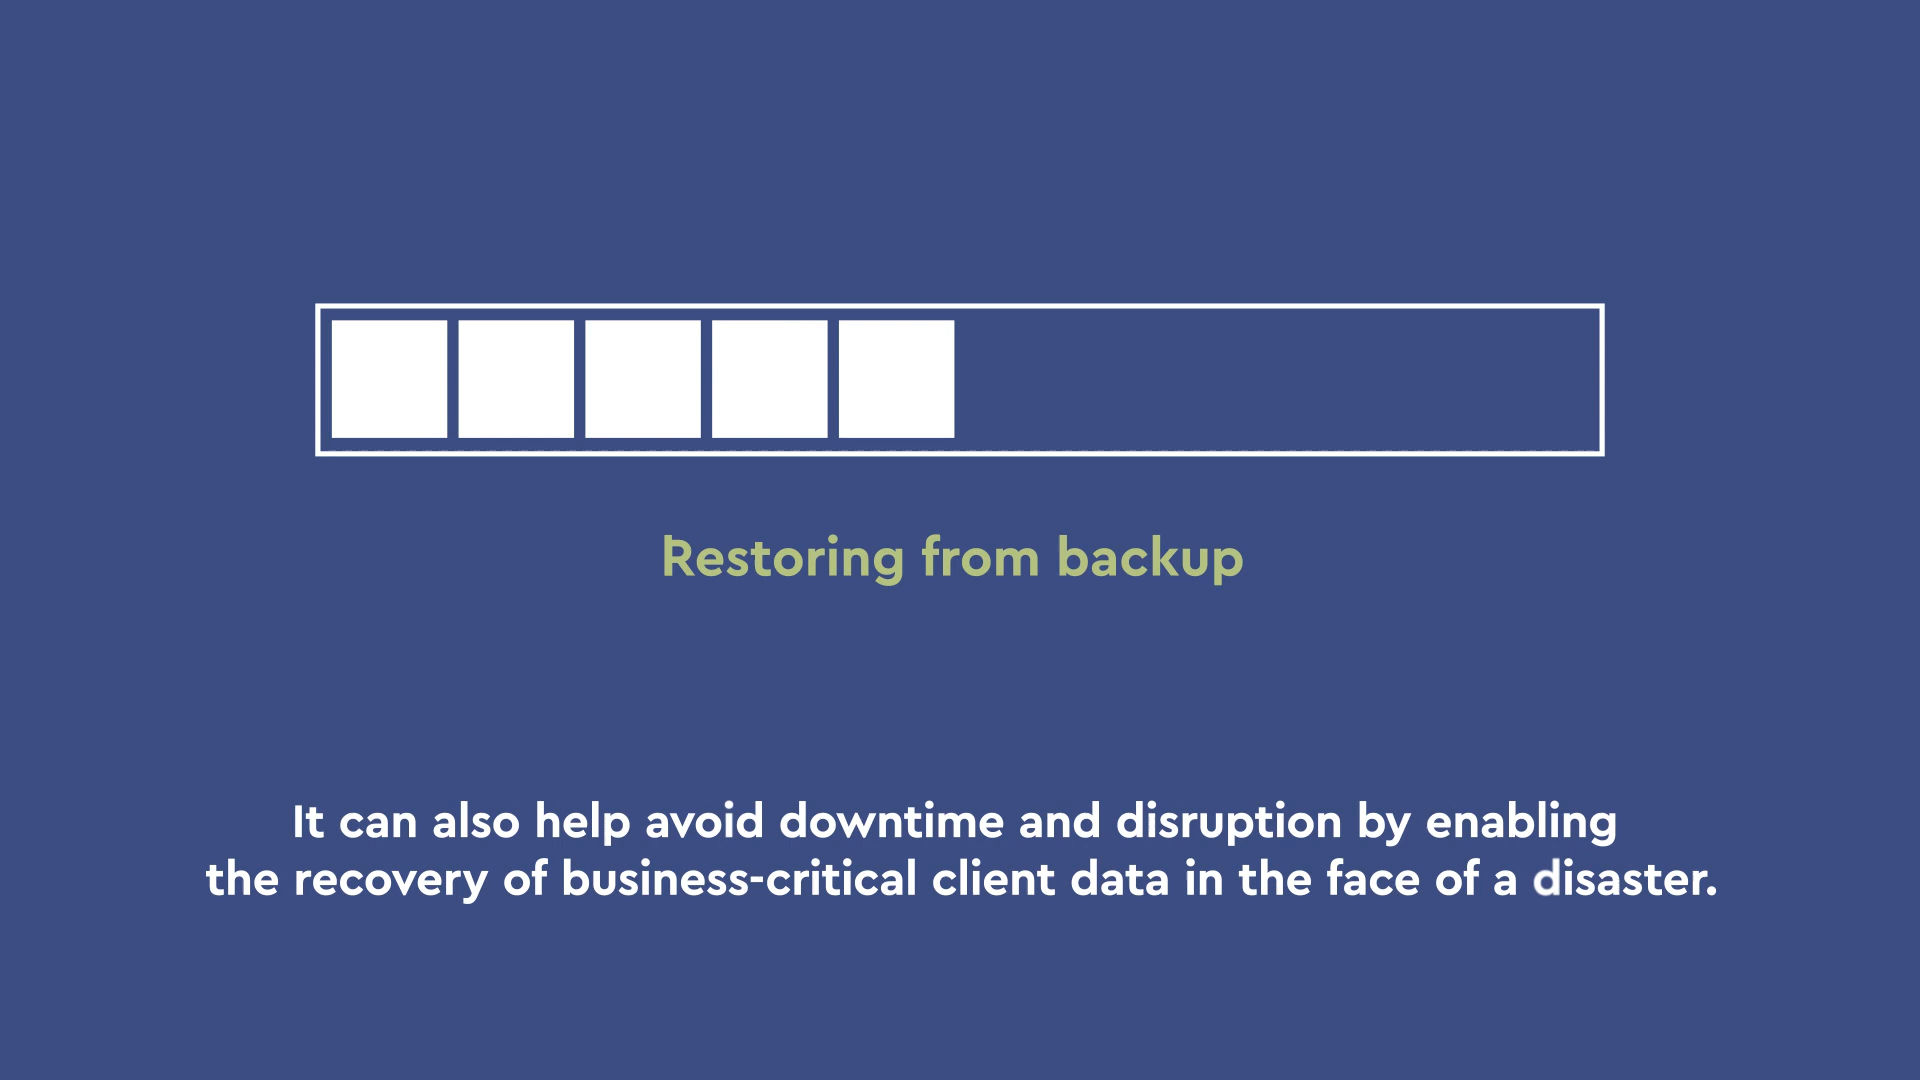 Restoring from backup
It can also help avoid downtime and disruption by enabling
the recovery of business-critical client data in the face of a disaster.